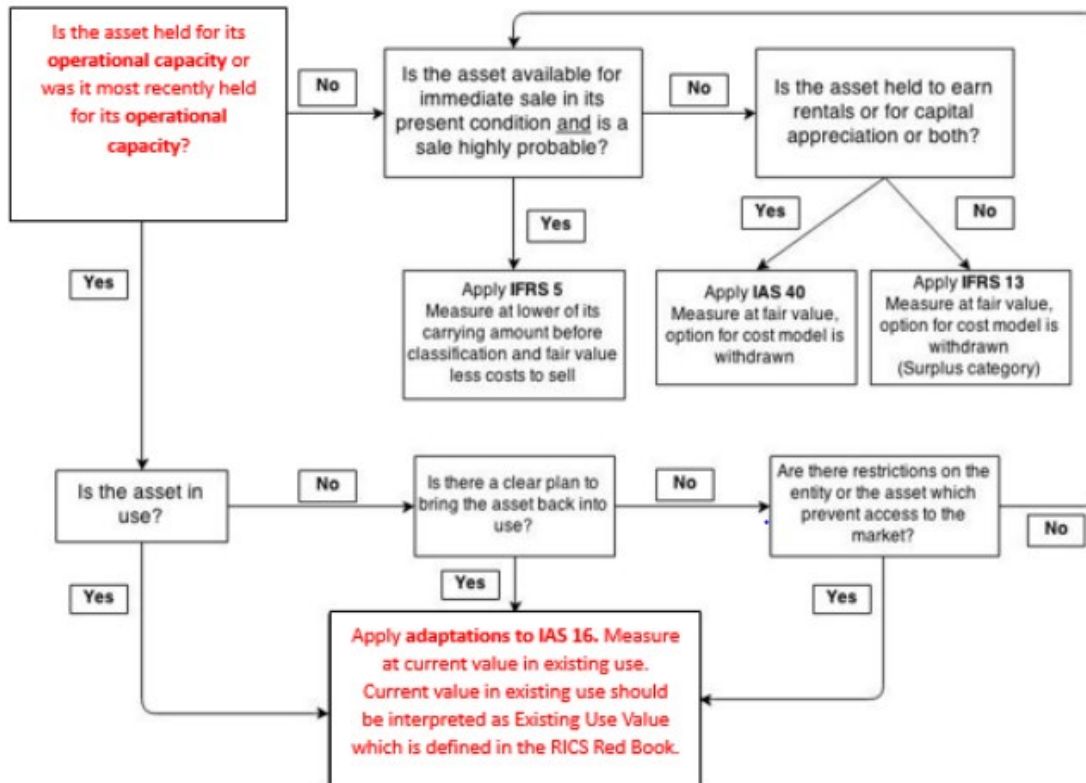 Is the asset held for its
operational capacity or
was it most recently held
for its operational
capacity?
No
Is the asset available for
immediate sale in its
present condition and is a
sale highly probable?
No
Is the asset held to earn
rentals or for capital
appreciation or both?
Yes
Yes
Yes
No
Apply IFRS 5
Measure at lower of its
carrying amount before
classification and fair value
less costs to sell
Apply IAS 40
Measure at fair value,
option for cost model is
withdrawn
Apply IFRS 13
Measure at fair value,
option for cost model is
withdrawn
(Surplus category)
Is the asset in
use?
No
Is there a clear plan to
bring the asset back into
use?
No
Are there restrictions on the
entity or the asset which
prevent access to the
market?
No
Yes
Yes
Yes
Apply adaptations to IAS 16. Measure
at current value in existing use.
Current value in existing use should
be interpreted as Existing Use Value
which is defined in the RICS Red Book.